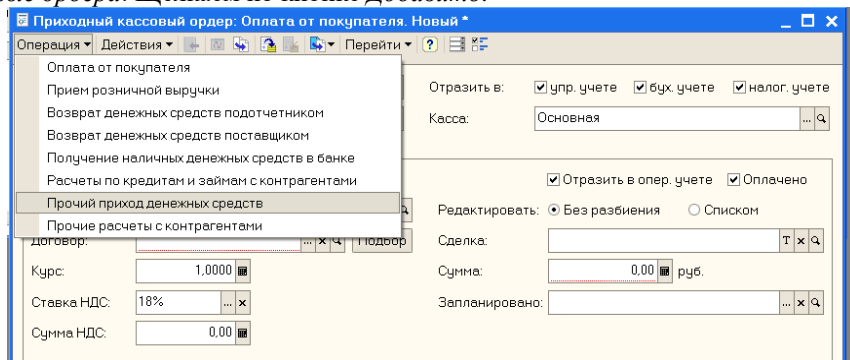 Приходный кассовый ордер: Оплата от покупателя. Новый *
Операция Действия Перейти ?
Оплата от покупателя
Прием розничной выручки
Возврат денежных средств подотчетником
Возврат денежных средств поставщиком
Получение наличных денежных средств в банке
Расчеты по кредитам и займам с контрагентами
Прочий приход денежных средств
Прочие расчеты с контрагентами
Отразить в: упр. учете бух. учете налог. учете
Касса: Основная ...
Отразить в опер. учете Оплачено
Редактировать: Без разбиения Списком
Договор: ... x Подбор Сделка: T x
Курс: 1,0000 Сумма: 0,00 руб.
Ставка НДС: 18% ... x Запланировано: ... x
Сумма НДС: 0,00